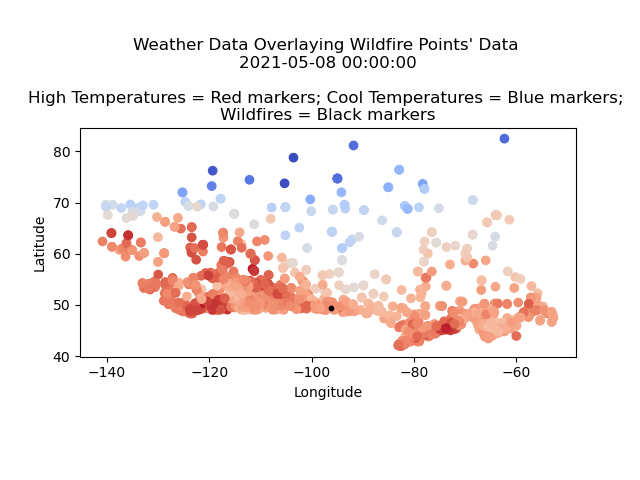 Weather Data Overlaying Wildfire Points' Data
2021-05-08 00:00:00
High Temperatures = Red markers; Cool Temperatures = Blue markers;
Wildfires = Black markers
80
70
60
50
40
Latitude
−140
−120
−100
−80
−60
Longitude